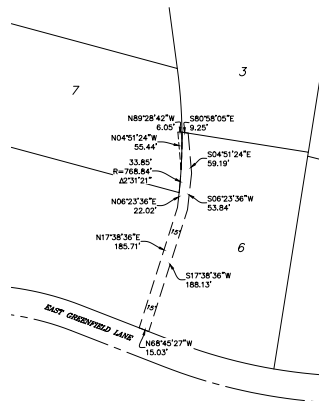 3
7
N89°28'42"W
6.05'
S80°58'05"E
9.25'
N04°51'24"W
55.44'
S04°51'24"E
59.19'
33.85'
R=768.84'
Δ2°31'21"
N06°23'36"E
22.02'
S06°23'36"W
53.84'
N17°38'36"E
185.71'
15'
6
S17°38'36"W
188.13'
15'
EAST GREENFIELD LANE
N68°45'27"W
15.03'